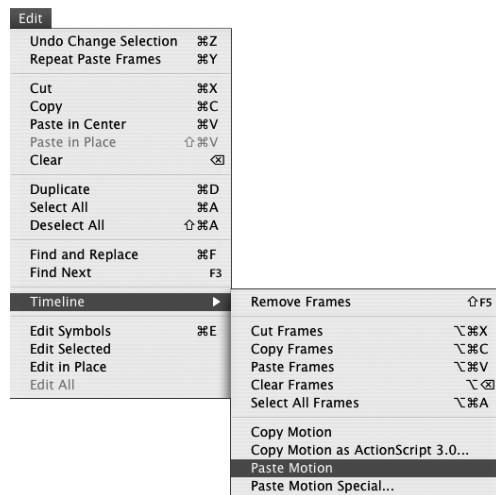 Edit
Undo Change Selection ⌘Z
Repeat Paste Frames ⌘Y
Cut ⌘X
Copy ⌘C
Paste in Center ⌘V
Paste in Place ⇧⌘V
Clear ⌫
Duplicate ⌘D
Select All ⌘A
Deselect All ⇧⌘A
Find and Replace ⌘F
Find Next F3
Timeline ▶
Edit Symbols ⌘E
Edit Selected
Edit in Place
Edit All
Remove Frames ⇧F5
Cut Frames ⌥⌘X
Copy Frames ⌥⌘C
Paste Frames ⌥⌘V
Clear Frames ⌥⌫
Select All Frames ⌥⌘A
Copy Motion
Copy Motion as ActionScript 3.0...
Paste Motion
Paste Motion Special...